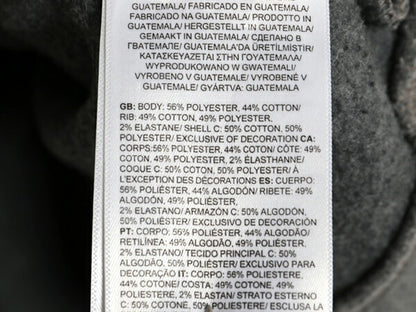 GUATEMALA/ FABRICADO EN GUATEMALA/
FABRICADO NA GUATEMALA/ PRODOTTO IN
GUATEMALA/ HERGESTELLT IN GUATEMALA/
GEMAAKT IN GUATEMALA/ СДЕЛАНО В
ГВАТЕМАЛЕ/ GUATEMALA'DA ÜRETİLMİŞTİR/
ΚΑΤΑΣΚΕΥΑΖΕΤΑΙ ΣΤΗΝ ΓΟΥΑΤΕΜΑΛΑ/
WYPRODUKOWANO W GWATEMALI/
VYROBENO V GUATEMALE/ VYROBENÉ V
GUATEMALE/ GYÁRTVA: GUATEMALA
GB: BODY: 56% POLYESTER, 44% COTTON/
RIB: 49% COTTON, 49% POLYESTER,
2% ELASTANE/ SHELL C: 50% COTTON, 50%
POLYESTER/ EXCLUSIVE OF DECORATION CA:
CORPS:56% POLYESTER, 44% COTON/ CÔTE: 49%
COTON, 49% POLYESTER, 2% ÉLASTHANNE/
COQUE C: 50% COTON, 50% POLYESTER/ À
L'EXCEPTION DES DÉCORATIONS ES: CUERPO:
56% POLIÉSTER, 44% ALGODÓN/ RIBETE: 49%
ALGODÓN, 49% POLIÉSTER,
2% ELASTANO/ ARMAZÓN C: 50% ALGODÓN,
50% POLIÉSTER/ EXCLUSIVO DE DECORACIÓN
PT: CORPO: 56% POLIÉSTER, 44% ALGODÃO/
RETILÍNEA: 49% ALGODÃO, 49% POLIÉSTER,
2% ELASTANO/ TECIDO PRINCIPAL C: 50%
ALGODÃO, 50% POLIÉSTER/ EXCLUSIVO PARA
DECORAÇÃO IT: CORPO: 56% POLIESTERE,
44% COTONE/ COSTA: 49% COTONE, 49%
POLIESTERE, 2% ELASTAN/ STRATO ESTERNO
C: 50% COTONE, 50% POLIESTERE/ ESCLUSA LA